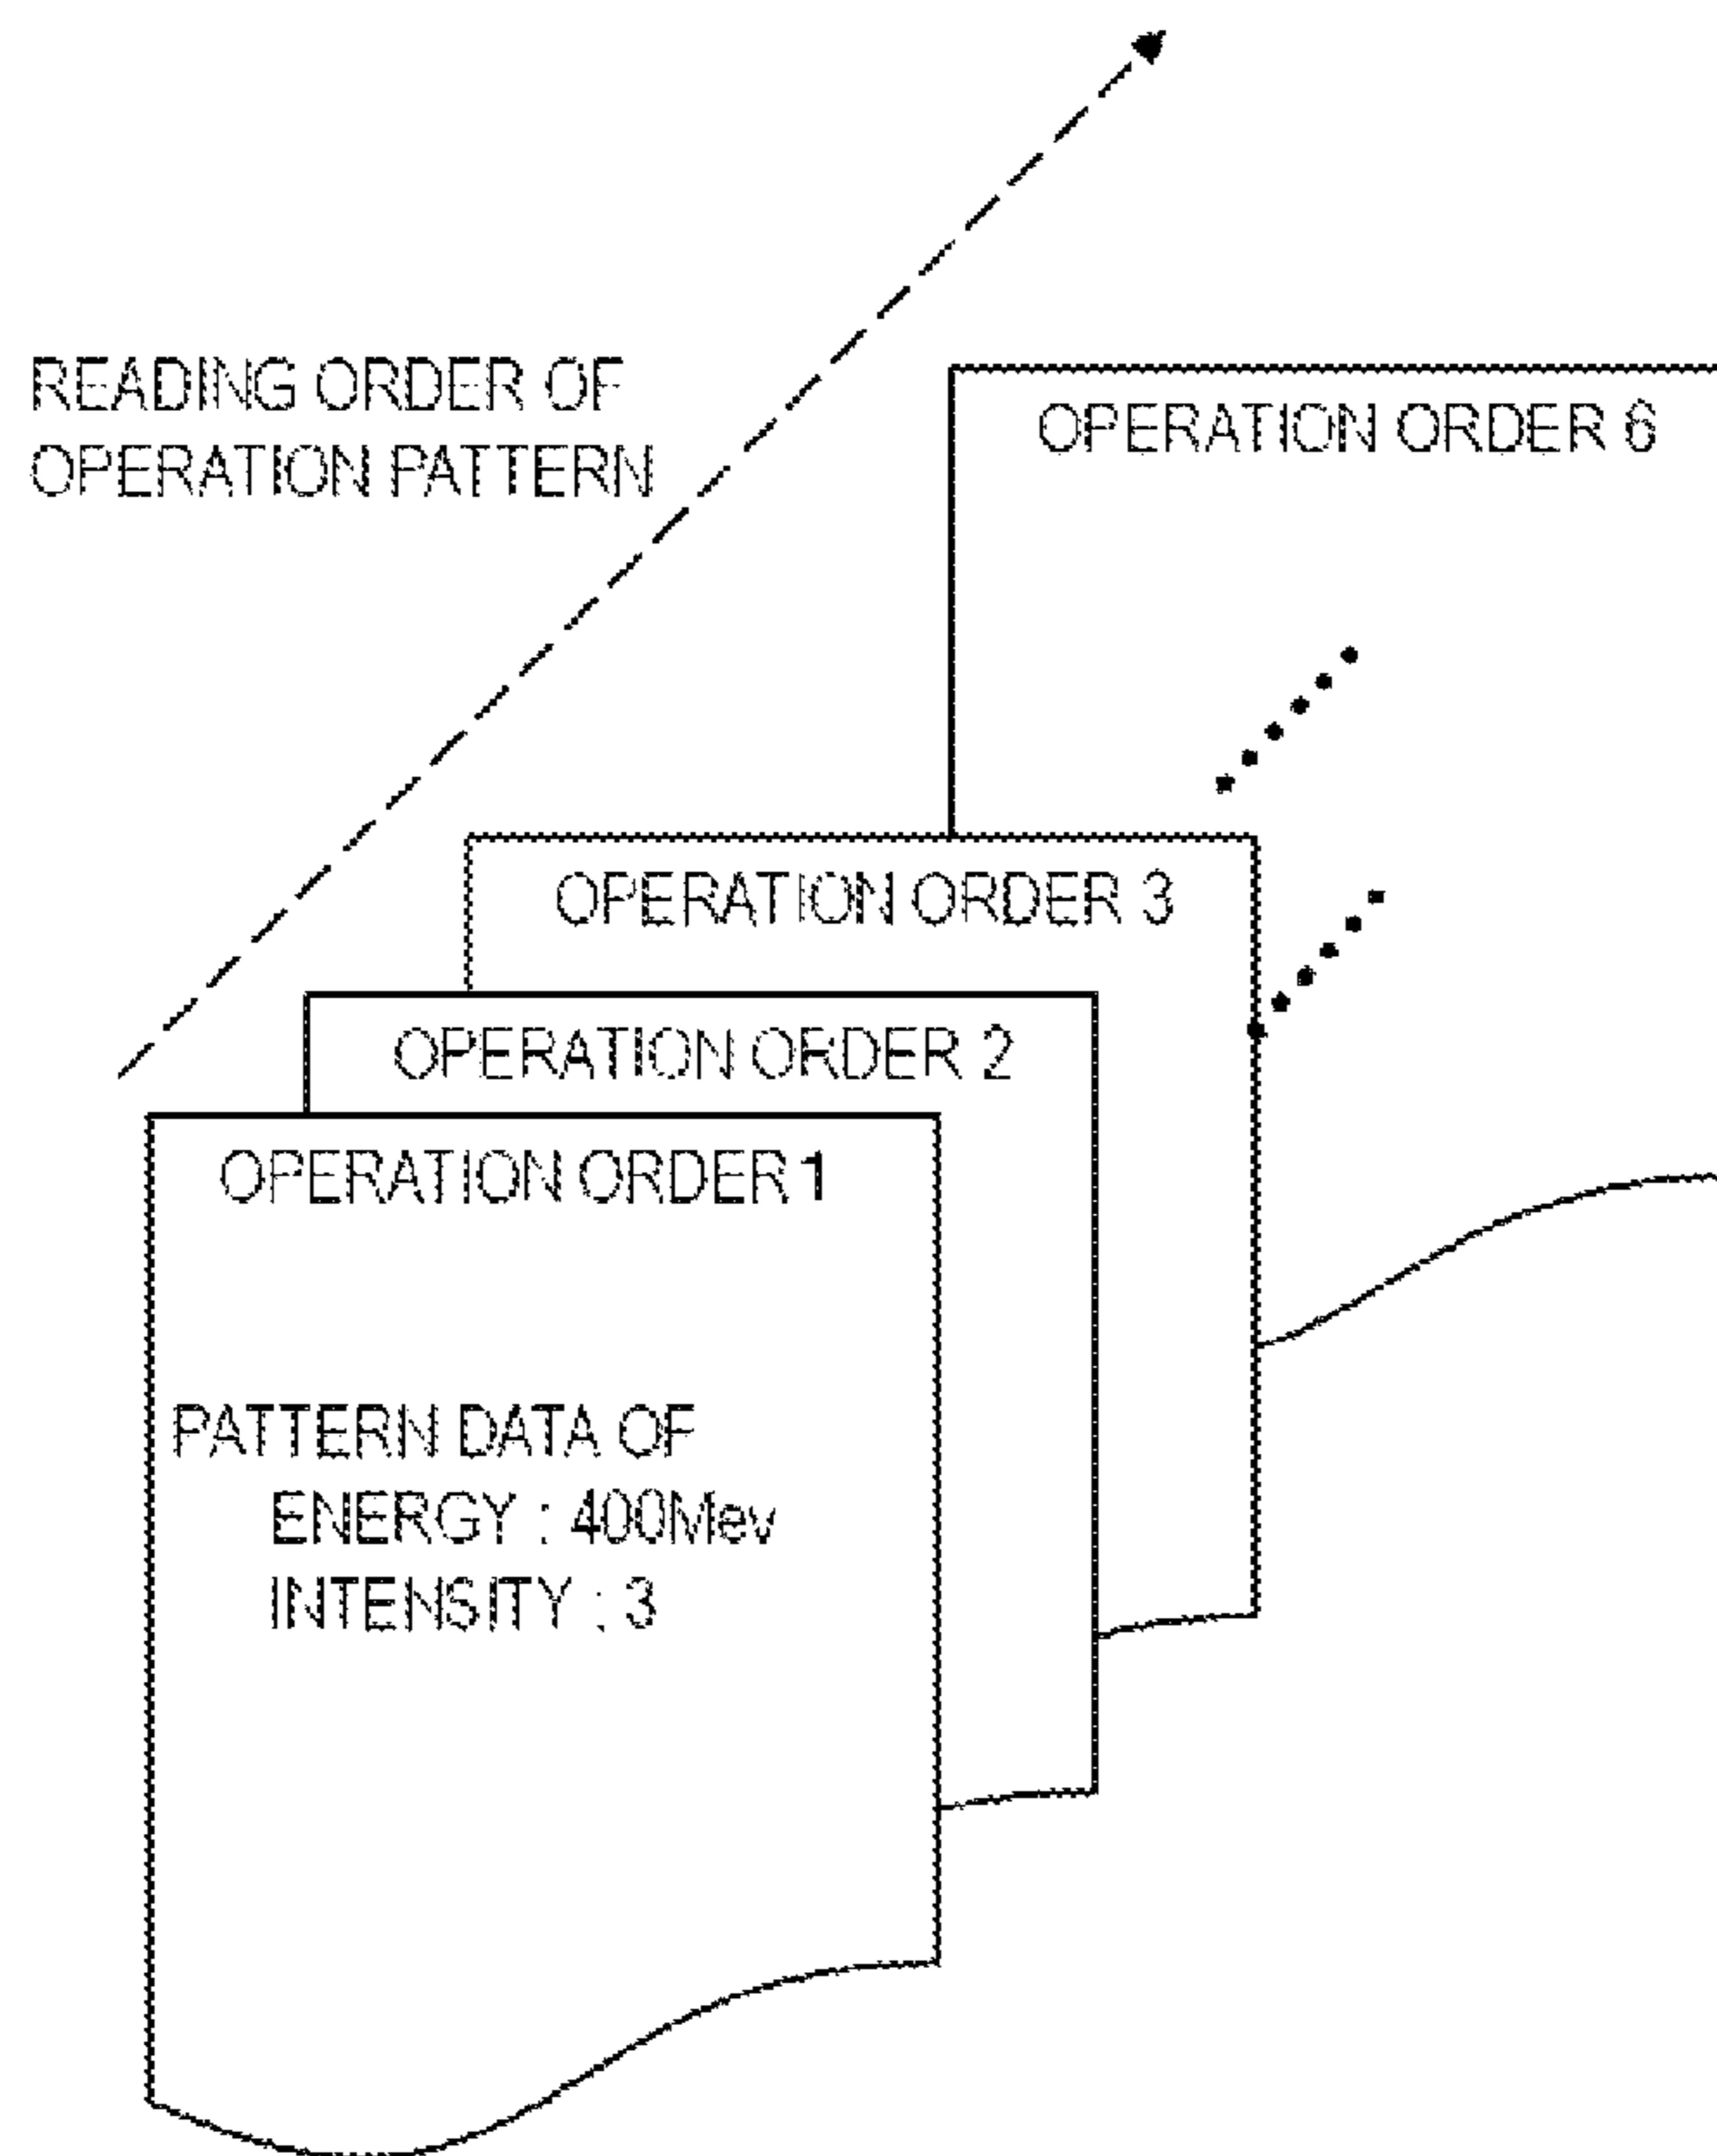 READING ORDER OF
OPERATION PATTERN
OPERATION ORDER 6
OPERATION ORDER 3
OPERATION ORDER 2
OPERATION ORDER 1
PATTERN DATA OF
ENERGY : 400Mev
INTENSITY : 3